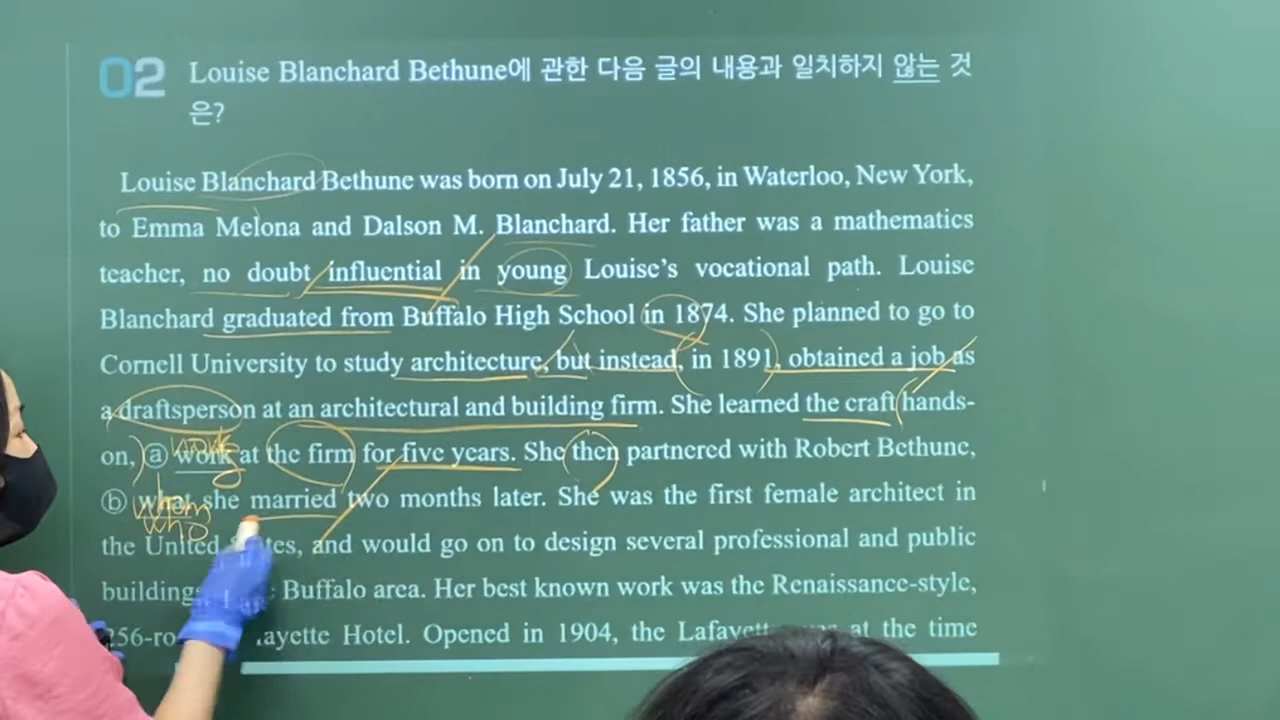 02 Louise Blanchard Bethune에 관한 다음 글의 내용과 일치하지 않는 것
은?
Louise Blanchard Bethune was born on July 21, 1856, in Waterloo, New York,
to Emma Melona and Dalson M. Blanchard. Her father was a mathematics
teacher, no doubt influential in young Louise's vocational path. Louise
Blanchard graduated from Buffalo High School in 1874. She planned to go to
Cornell University to study architecture, but instead, in 1891, obtained a job as
a draftsperson at an architectural and building firm. She learned the craft hands-
on, ⓐ work at the firm for five years. She then partnered with Robert Bethune,
ⓑ what she married two months later. She was the first female architect in
whom
who
the United States, and would go on to design several professional and public
buildings Buffalo area. Her best known work was the Renaissance-style,
256-ro ayette Hotel. Opened in 1904, the Lafayette was at the time